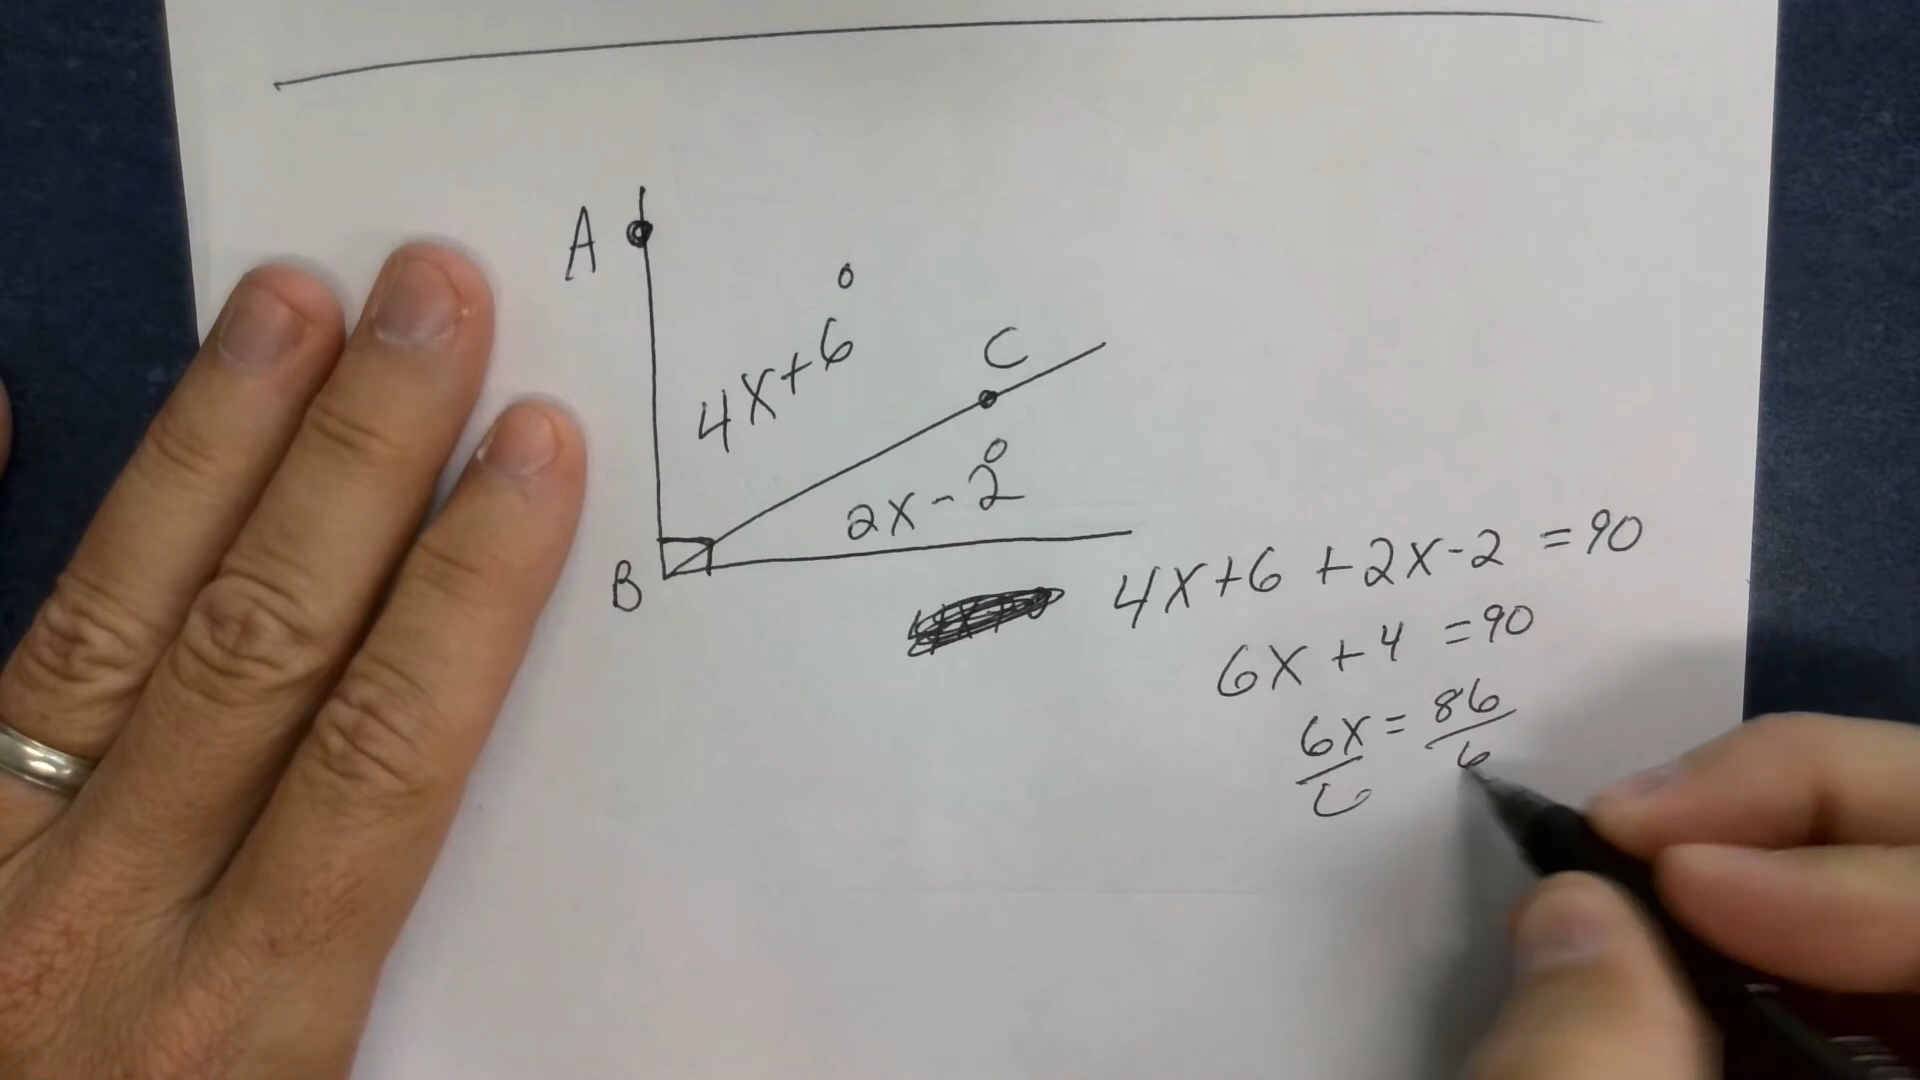 A
4x+6°
C
2x-2°
B
4x+6 +2x-2 =90
6x +4 =90
6x = 86
6 6